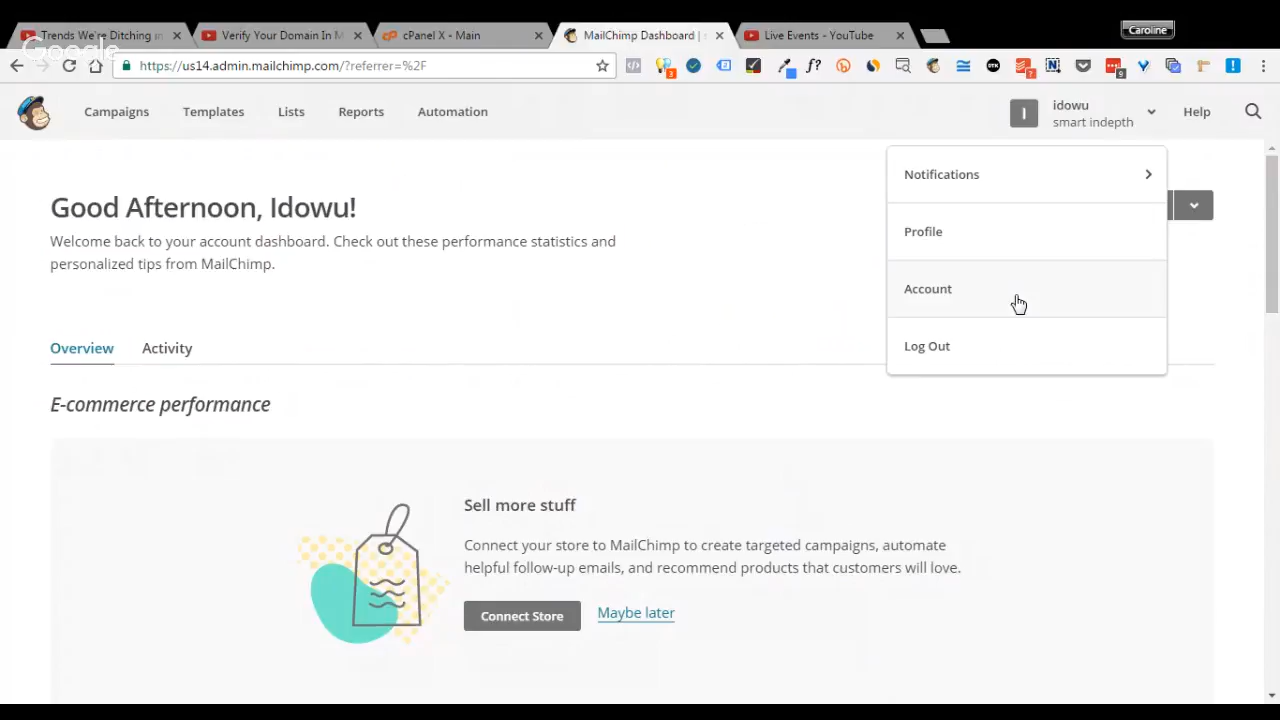 Trends We're Ditching in
Verify Your Domain In M
cPanel X - Main
MailChimp Dashboard | s
Live Events - YouTube
Caroline
Google
https://us14.admin.mailchimp.com/?referrer=%2F
Campaigns
Templates
Lists
Reports
Automation
I
idowu
smart indepth
Help
Notifications
Profile
Account
Log Out
Good Afternoon, Idowu!
Welcome back to your account dashboard. Check out these performance statistics and
personalized tips from MailChimp.
Overview
Activity
E-commerce performance
Sell more stuff
Connect your store to MailChimp to create targeted campaigns, automate
helpful follow-up emails, and recommend products that customers will love.
Connect Store
Maybe later